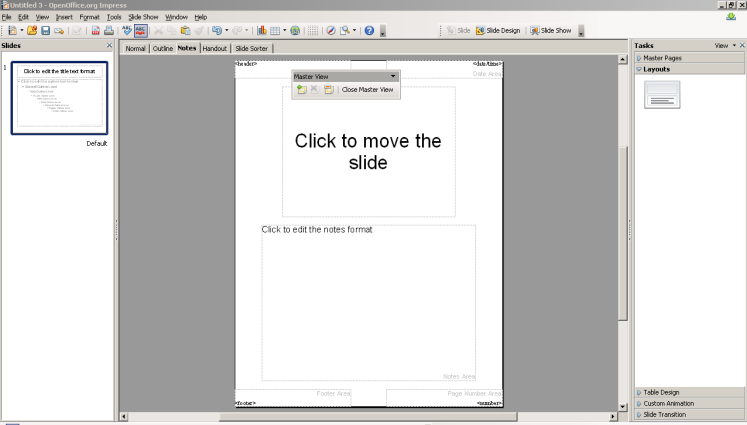 Untitled 3 - OpenOffice.org Impress
File Edit View Insert Format Tools Slide Show Window Help
Slide Slide Design Slide Show
Slides
Normal Outline Notes Handout Slide Sorter
Tasks View
1
Click to edit the title text format
Default
<header>
<date/time>
Date Area
Master View
Close Master View
Click to move the
slide
Click to edit the notes format
Notes Area
Footer Area
Page Number Area
<footer>
<number>
Master Pages
Layouts
Table Design
Custom Animation
Slide Transition